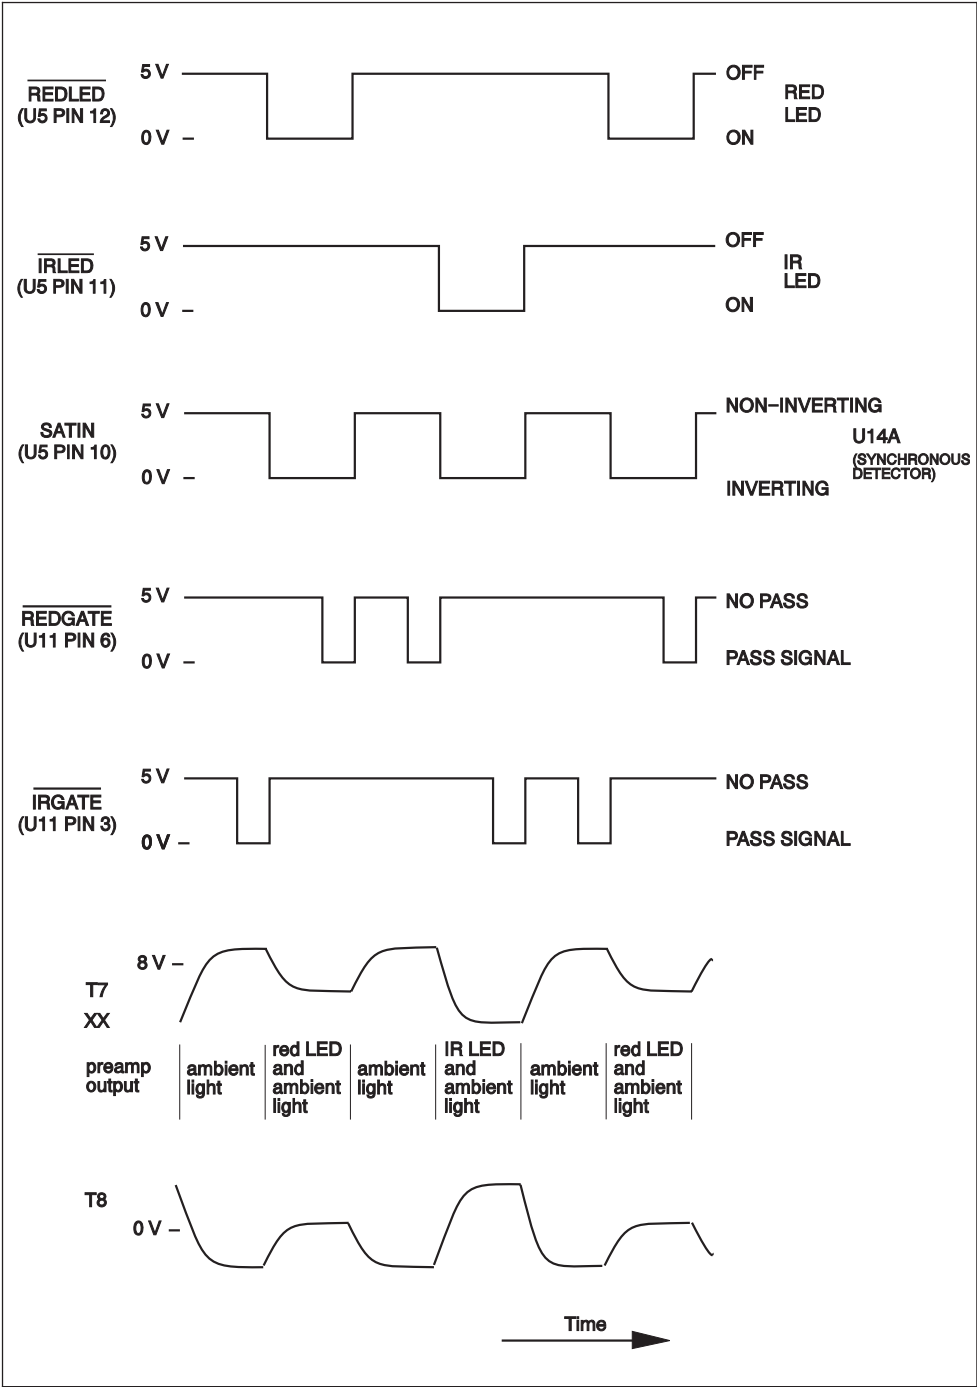 REDLED
(U5 PIN 12)
5 V
0 V
OFF
ON
RED
LED
IRLED
(U5 PIN 11)
5 V
0 V
OFF
ON
IR
LED
SATIN
(U5 PIN 10)
5 V
0 V
NON-INVERTING
INVERTING
U14A
(SYNCHRONOUS
DETECTOR)
REDGATE
(U11 PIN 6)
5 V
0 V
NO PASS
PASS SIGNAL
IRGATE
(U11 PIN 3)
5 V
0 V
NO PASS
PASS SIGNAL
8 V
T7
XX
preamp
output
ambient
light
red LED
and
ambient
light
ambient
light
IR LED
and
ambient
light
ambient
light
red LED
and
ambient
light
T8
0 V
Time